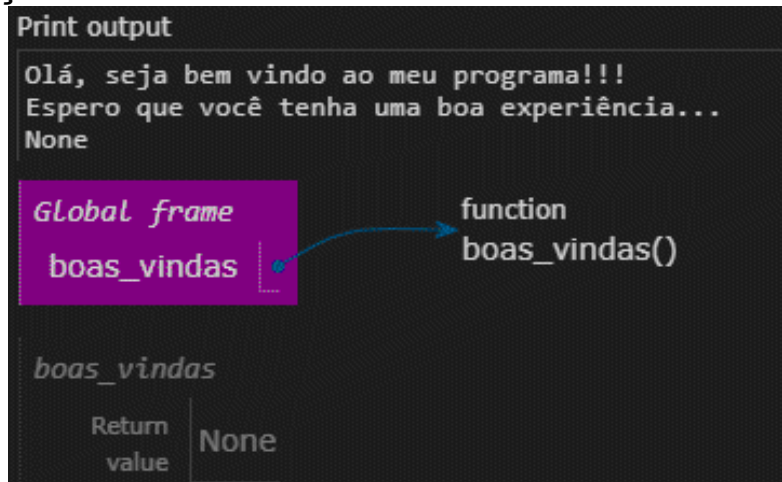 Print output
Olá, seja bem vindo ao meu programa!!!
Espero que você tenha uma boa experiência...
None
Global frame
boas_vindas
function
boas_vindas()
boas_vindas
Return
value
None